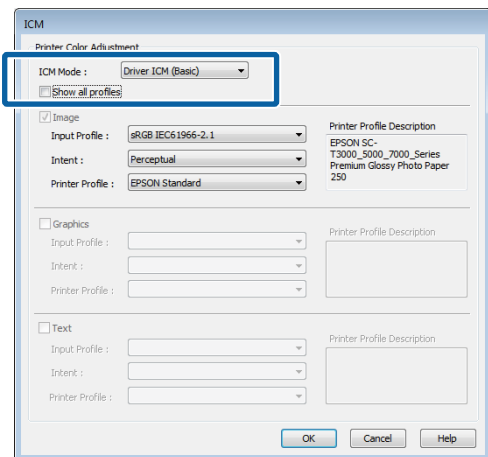 ICM
Printer Color Adjustment
ICM Mode : Driver ICM (Basic)
Show all profiles
Image
Input Profile : sRGB IEC61966-2.1
Intent : Perceptual
Printer Profile : EPSON Standard
Printer Profile Description
EPSON SC-
T3000_5000_7000_Series
Premium Glossy Photo Paper
250
Graphics
Input Profile :
Intent :
Printer Profile :
Printer Profile Description
Text
Input Profile :
Intent :
Printer Profile :
Printer Profile Description
OK Cancel Help